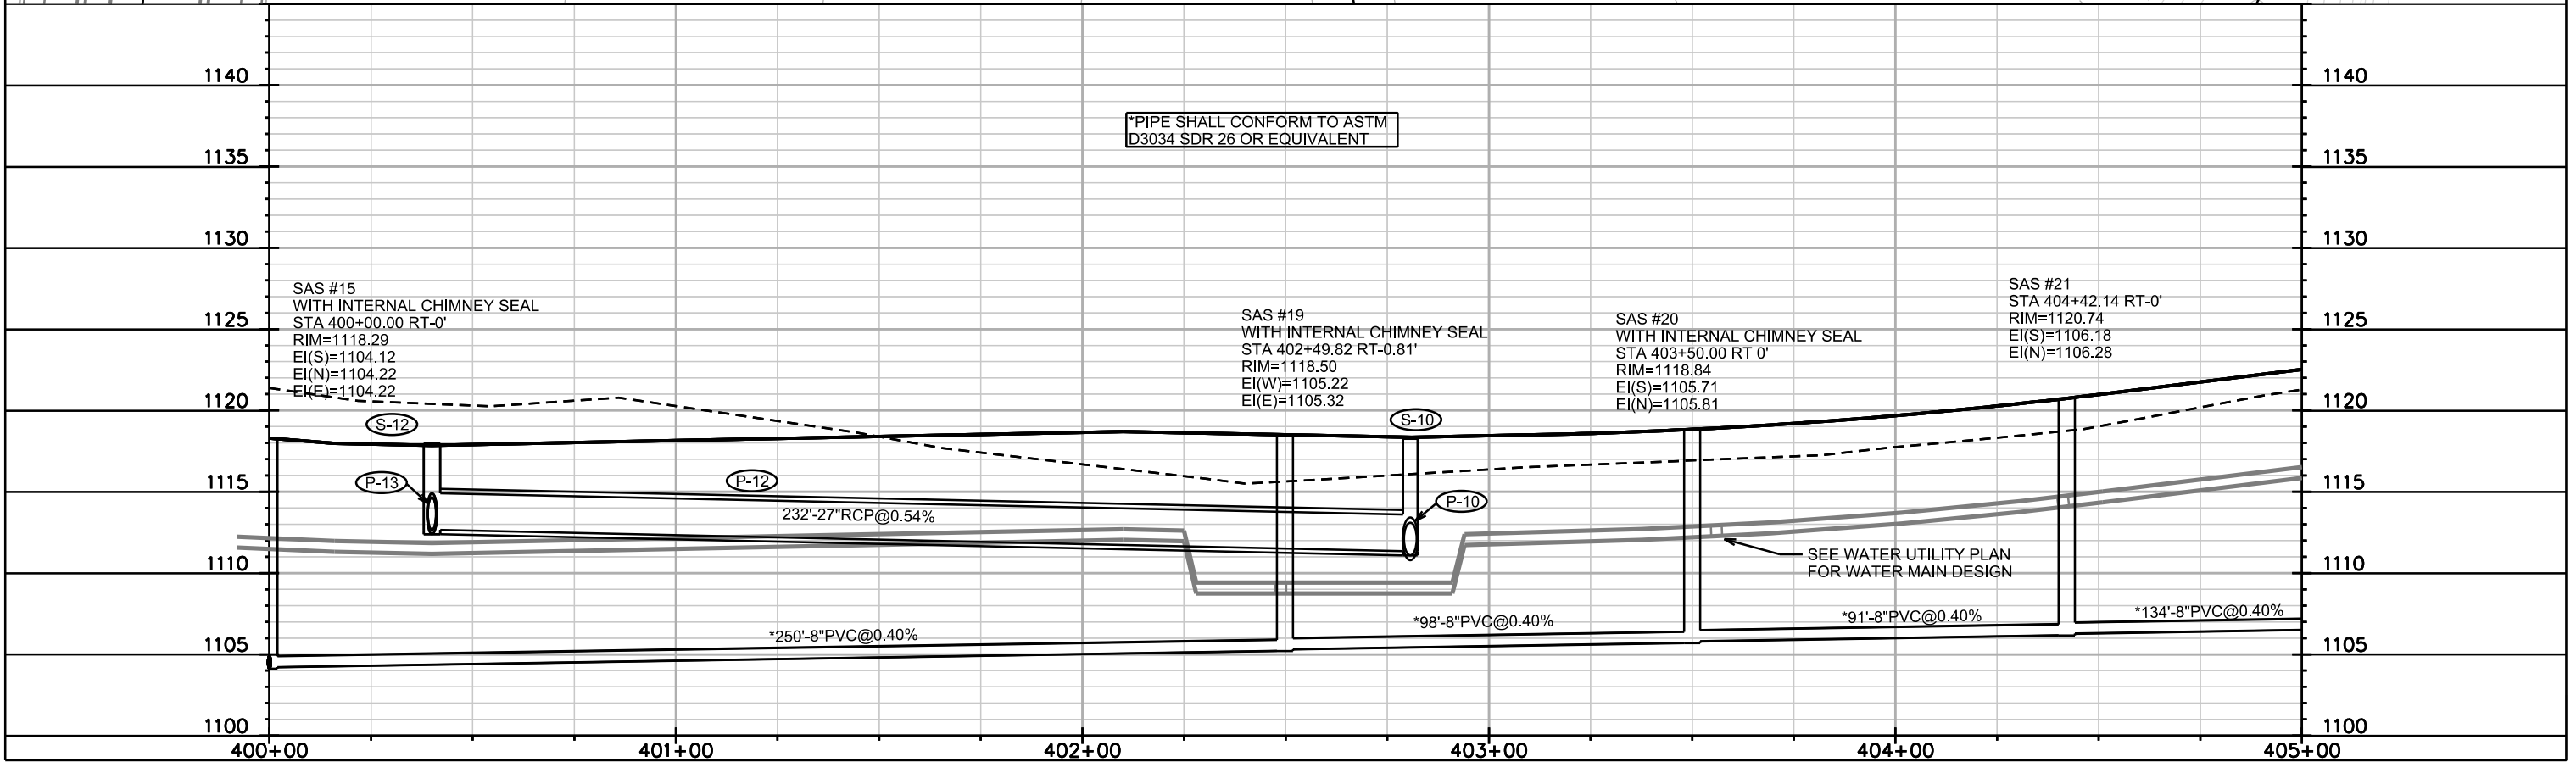 1140
1140
*PIPE SHALL CONFORM TO ASTM
D3034 SDR 26 OR EQUIVALENT
1135
1135
1130
1130
SAS #15
WITH INTERNAL CHIMNEY SEAL
STA 400+00.00 RT-0'
RIM=1118.29
EI(S)=1104.12
EI(N)=1104.22
EI(E)=1104.22
SAS #19
WITH INTERNAL CHIMNEY SEAL
STA 402+49.82 RT-0.81'
RIM=1118.50
EI(W)=1105.22
EI(E)=1105.32
SAS #20
WITH INTERNAL CHIMNEY SEAL
STA 403+50.00 RT 0'
RIM=1118.84
EI(S)=1105.71
EI(N)=1105.81
SAS #21
STA 404+42.14 RT-0'
RIM=1120.74
EI(S)=1106.18
EI(N)=1106.28
1125
1125
1120
1120
S-12
S-10
P-13
P-12
P-10
1115
1115
232'-27"RCP@0.54%
SEE WATER UTILITY PLAN
FOR WATER MAIN DESIGN
1110
1110
*250'-8"PVC@0.40%
*98'-8"PVC@0.40%
*91'-8"PVC@0.40%
*134'-8"PVC@0.40%
1105
1105
1100
1100
400+00
401+00
402+00
403+00
404+00
405+00